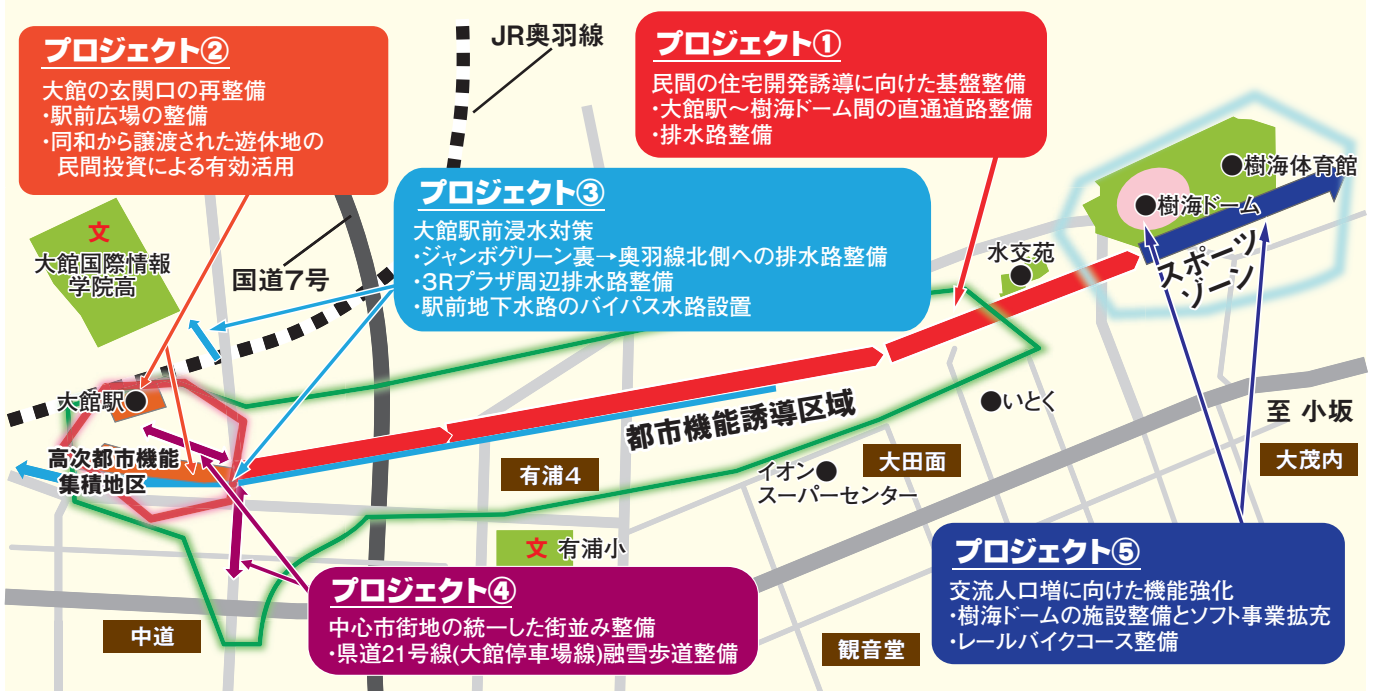 プロジェクト②
大館の玄関口の再整備
・駅前広場の整備
・同和から譲渡された遊休地の
民間投資による有効活用
JR奥羽線
プロジェクト①
民間の住宅開発誘導に向けた基盤整備
・大館駅～樹海ドーム間の直通道路整備
・排水路整備
プロジェクト③
大館駅前浸水対策
・ジャンボグリーン裏→奥羽線北側への排水路整備
・3Rプラザ周辺排水路整備
・駅前地下水路のバイパス水路設置
●樹海体育館
●樹海ドーム
スポーツ
ゾーン
文
大館国際情報
学院高
国道7号
水交苑
大館駅●
●いとく
都市機能誘導区域
至 小坂
高次都市機能
集積地区
有浦4
大田面
大茂内
イオン●
スーパーセンター
文 有浦小
プロジェクト④
中心市街地の統一した街並み整備
・県道21号線(大館停車場線)融雪歩道整備
プロジェクト⑤
交流人口増に向けた機能強化
・樹海ドームの施設整備とソフト事業拡充
・レールバイクコース整備
中道
観音堂